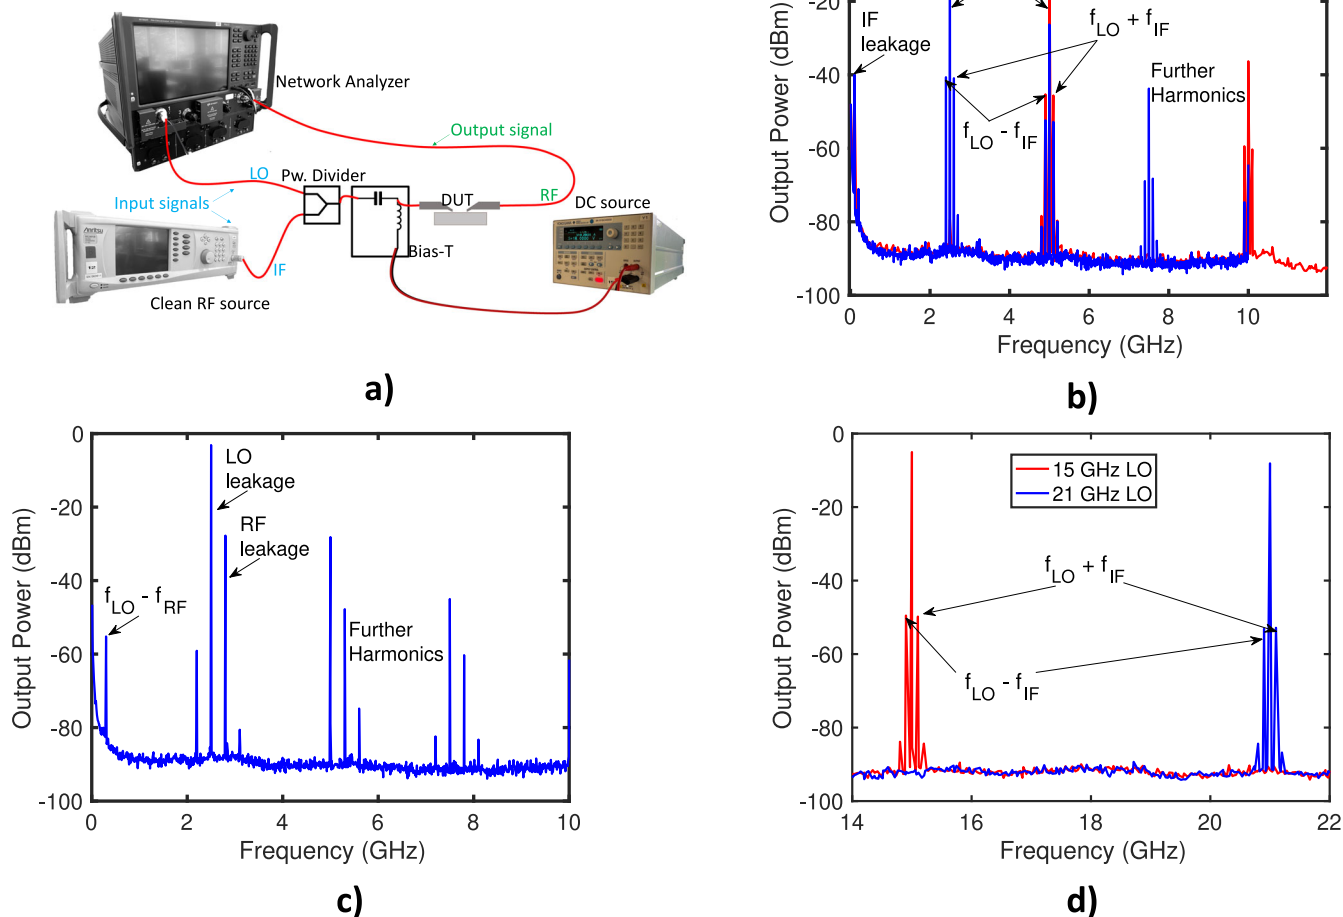 Network Analyzer
Output signal
LO
Pw. Divider
Input signals
RF
DUT
DC source
Bias-T
IF
Clean RF source
a)
Output Power (dBm)
-20
-40
-60
-80
-100
IF
leakage
f_LO + f_IF
f_LO - f_IF
Further
Harmonics
0 2 4 6 8 10
Frequency (GHz)
b)
Output Power (dBm)
0
-20
-40
-60
-80
-100
LO
leakage
RF
leakage
f_LO - f_RF
Further
Harmonics
0 2 4 6 8 10
Frequency (GHz)
c)
Output Power (dBm)
0
-20
-40
-60
-80
-100
15 GHz LO
21 GHz LO
f_LO + f_IF
f_LO - f_IF
14 16 18 20 22
Frequency (GHz)
d)